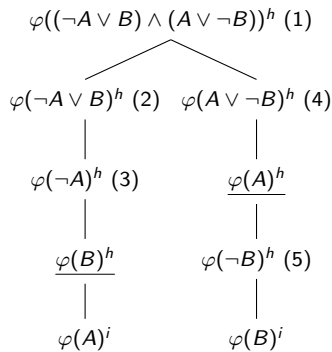 φ((¬A ∨ B) ∧ (A ∨ ¬B))ʰ (1)
φ(¬A ∨ B)ʰ (2) φ(A ∨ ¬B)ʰ (4)
φ(¬A)ʰ (3) φ(A)ʰ
φ(B)ʰ φ(¬B)ʰ (5)
φ(A)ⁱ φ(B)ⁱ